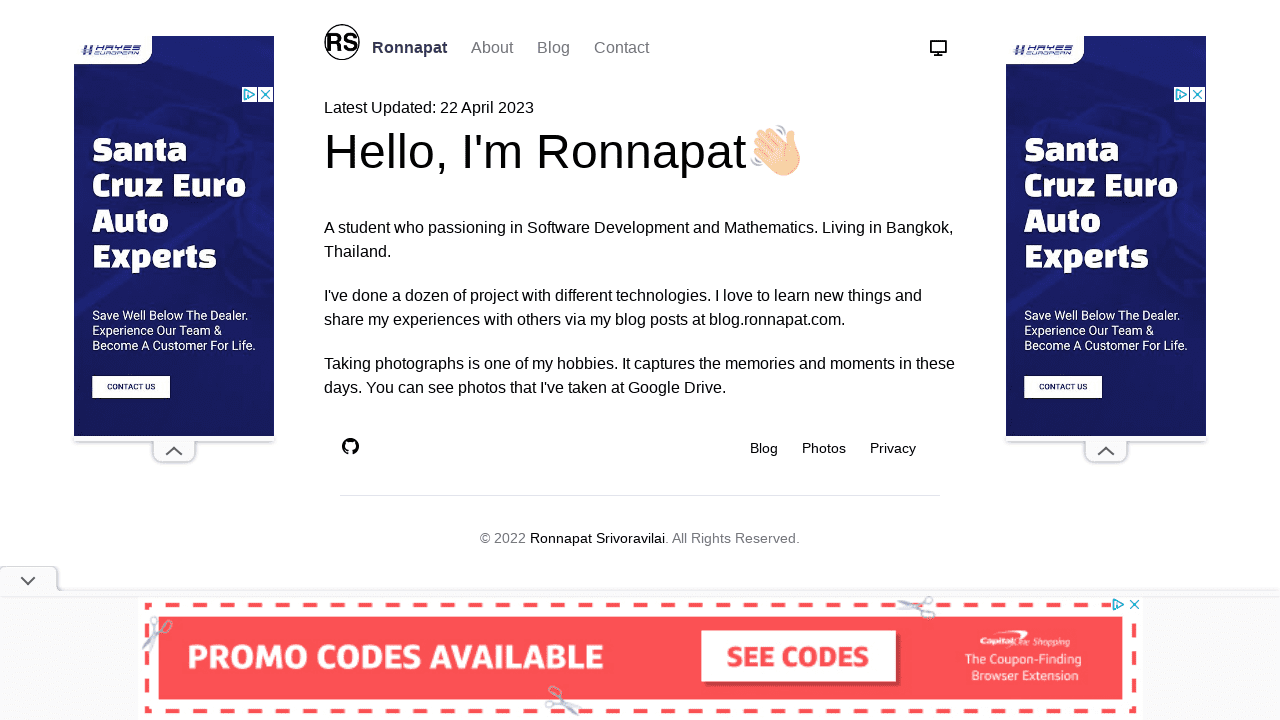 RS Ronnapat About Blog Contact
Latest Updated: 22 April 2023
Hello, I'm Ronnapat👋🏻
A student who passioning in Software Development and Mathematics. Living in Bangkok,
Thailand.
I've done a dozen of project with different technologies. I love to learn new things and
share my experiences with others via my blog posts at blog.ronnapat.com.
Taking photographs is one of my hobbies. It captures the memories and moments in these
days. You can see photos that I've taken at Google Drive.
Blog Photos Privacy
© 2022 Ronnapat Srivoravilai. All Rights Reserved.
HAYES
EUROPEAN
Santa
Cruz Euro
Auto
Experts
Save Well Below The Dealer.
Experience Our Team &
Become A Customer For Life.
CONTACT US
HAYES
EUROPEAN
Santa
Cruz Euro
Auto
Experts
Save Well Below The Dealer.
Experience Our Team &
Become A Customer For Life.
CONTACT US
PROMO CODES AVAILABLE
SEE CODES
Capital One Shopping
The Coupon-Finding
Browser Extension